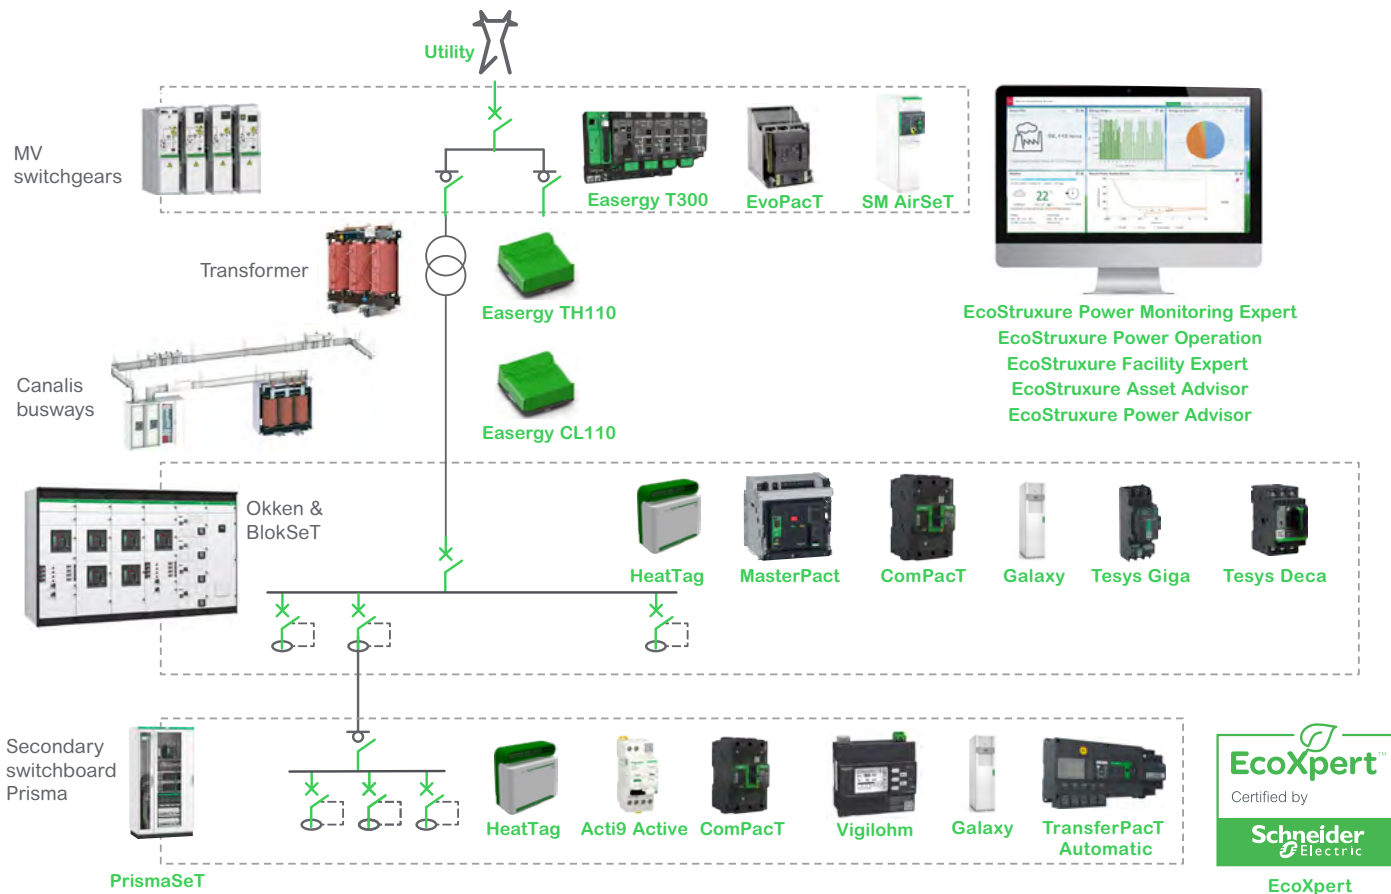 Utility
MV
switchgears
Easergy T300
EvoPacT
SM AirSeT
Transformer
Easergy TH110
Canalis
busways
Easergy CL110
EcoStruxure Power Monitoring Expert
EcoStruxure Power Operation
EcoStruxure Facility Expert
EcoStruxure Asset Advisor
EcoStruxure Power Advisor
Okken &
BlokSeT
HeatTag
MasterPact
ComPacT
Galaxy
Tesys Giga
Tesys Deca
Secondary
switchboard
Prisma
PrismaSeT
HeatTag
Acti9 Active
ComPacT
Vigilohm
Galaxy
TransferPacT
Automatic
EcoXpert™
Certified by
Schneider
Electric
EcoXpert